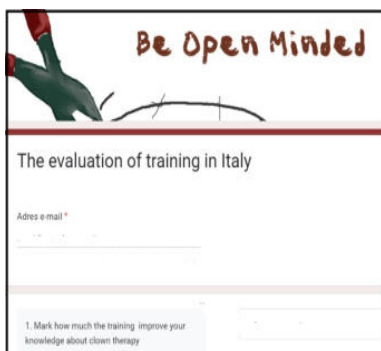 Be Open Minded
The evaluation of training in Italy
Adres e-mail *
1. Mark how much the training improve your
knowledge about clown therapy